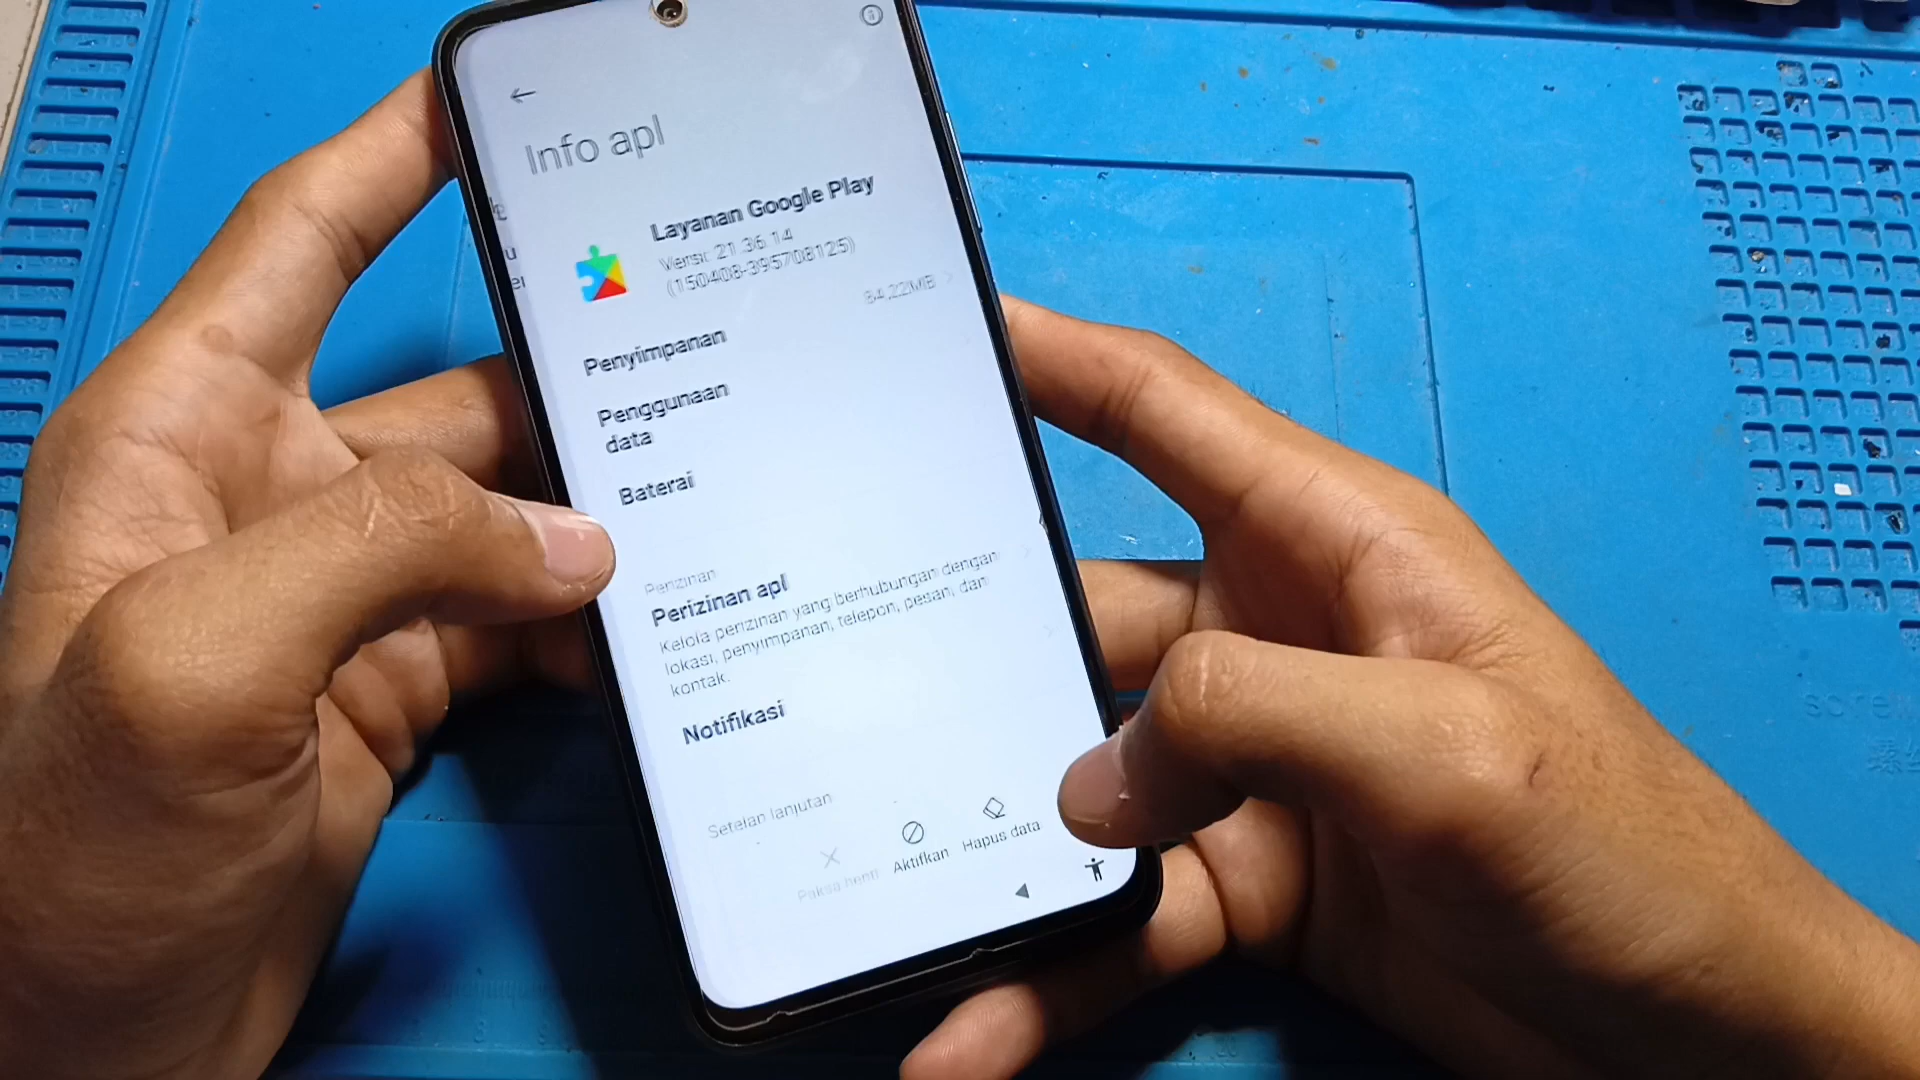 Info apl
Layanan Google Play
Versi: 21.36.14
(150408-395708125)
84,22MB
Penyimpanan
Penggunaan
data
Baterai
Perizinan
Perizinan apl
Kelola perizinan yang berhubungan dengan
lokasi, penyimpanan, telepon, pesan, dan
kontak.
Notifikasi
Setelan lanjutan
Paksa henti
Aktifkan
Hapus data